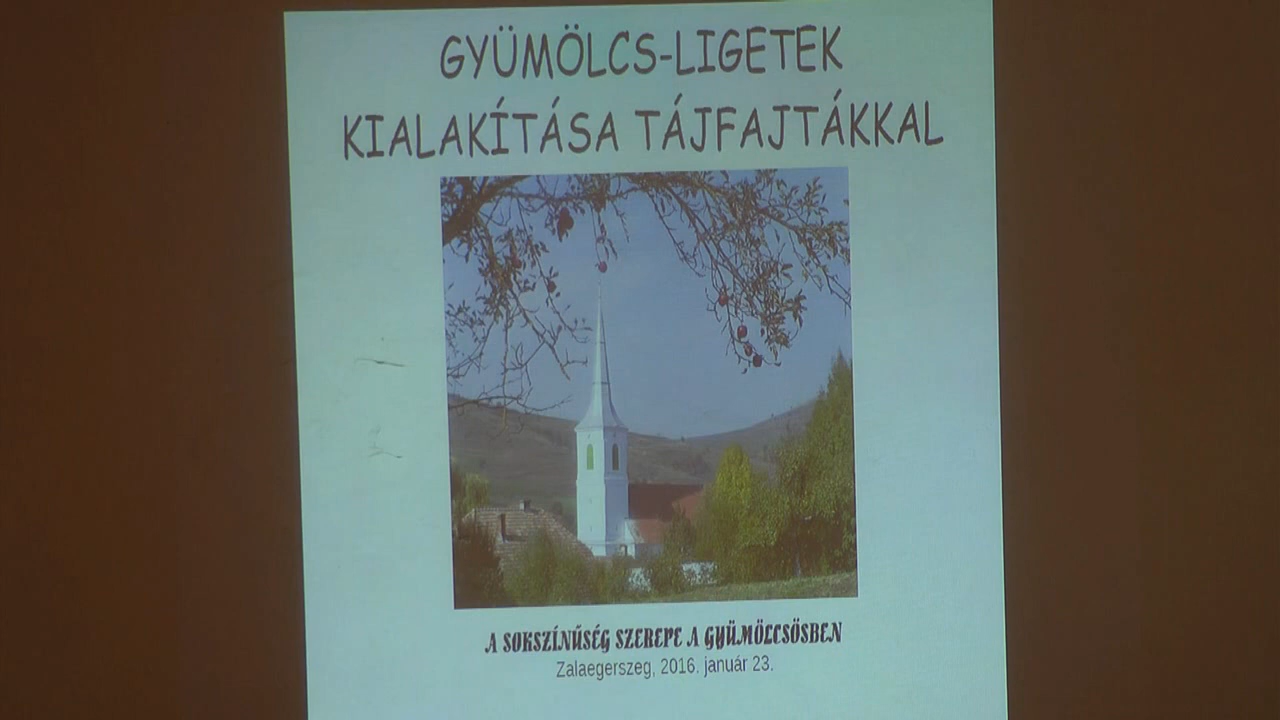 GYÜMÖLCS-LIGETEK
KIALAKÍTÁSA TÁJFAJTÁKKAL
A SOKSZÍNŰSÉG SZEREPE A GYÜMÖLCSÖSBEN
Zalaegerszeg, 2016. január 23.